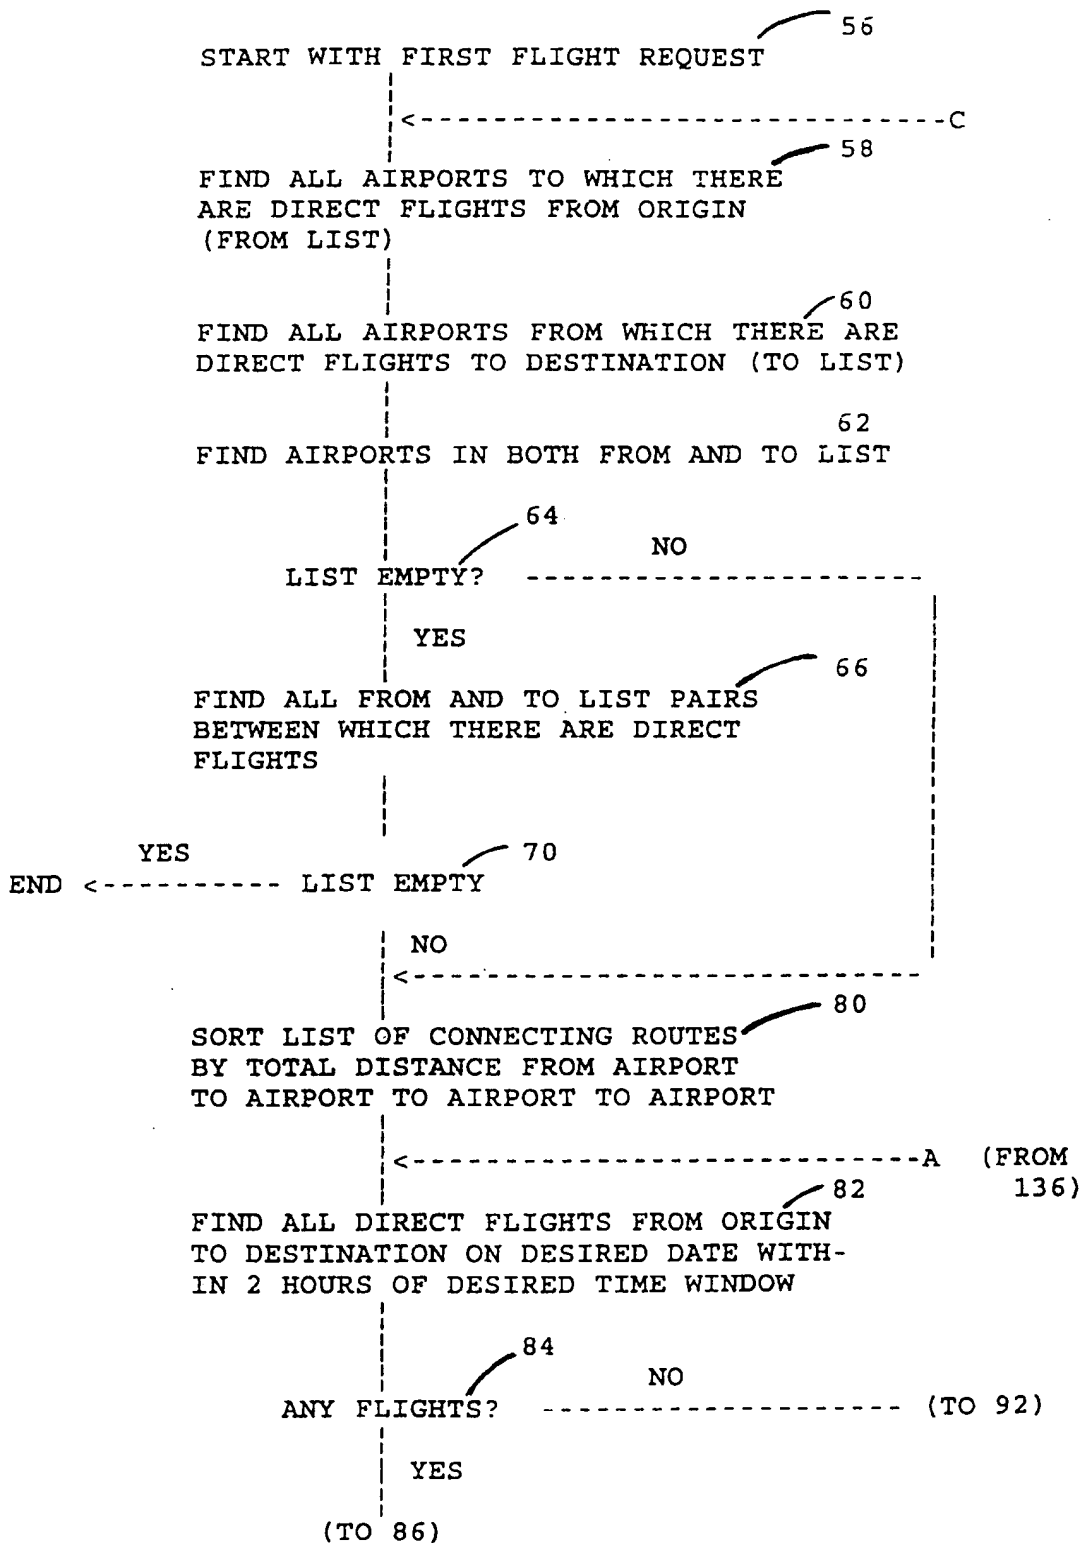 56
START WITH FIRST FLIGHT REQUEST
<-----------------------------C
58
FIND ALL AIRPORTS TO WHICH THERE
ARE DIRECT FLIGHTS FROM ORIGIN
(FROM LIST)
60
FIND ALL AIRPORTS FROM WHICH THERE ARE
DIRECT FLIGHTS TO DESTINATION (TO LIST)
62
FIND AIRPORTS IN BOTH FROM AND TO LIST
64
NO
LIST EMPTY?
YES
66
FIND ALL FROM AND TO LIST PAIRS
BETWEEN WHICH THERE ARE DIRECT
FLIGHTS
YES
70
END <---------- LIST EMPTY
NO
80
SORT LIST OF CONNECTING ROUTES
BY TOTAL DISTANCE FROM AIRPORT
TO AIRPORT TO AIRPORT TO AIRPORT
<-----------------------------A (FROM
136)
82
FIND ALL DIRECT FLIGHTS FROM ORIGIN
TO DESTINATION ON DESIRED DATE WITH-
IN 2 HOURS OF DESIRED TIME WINDOW
84
NO
ANY FLIGHTS? -------------------- (TO 92)
YES
(TO 86)